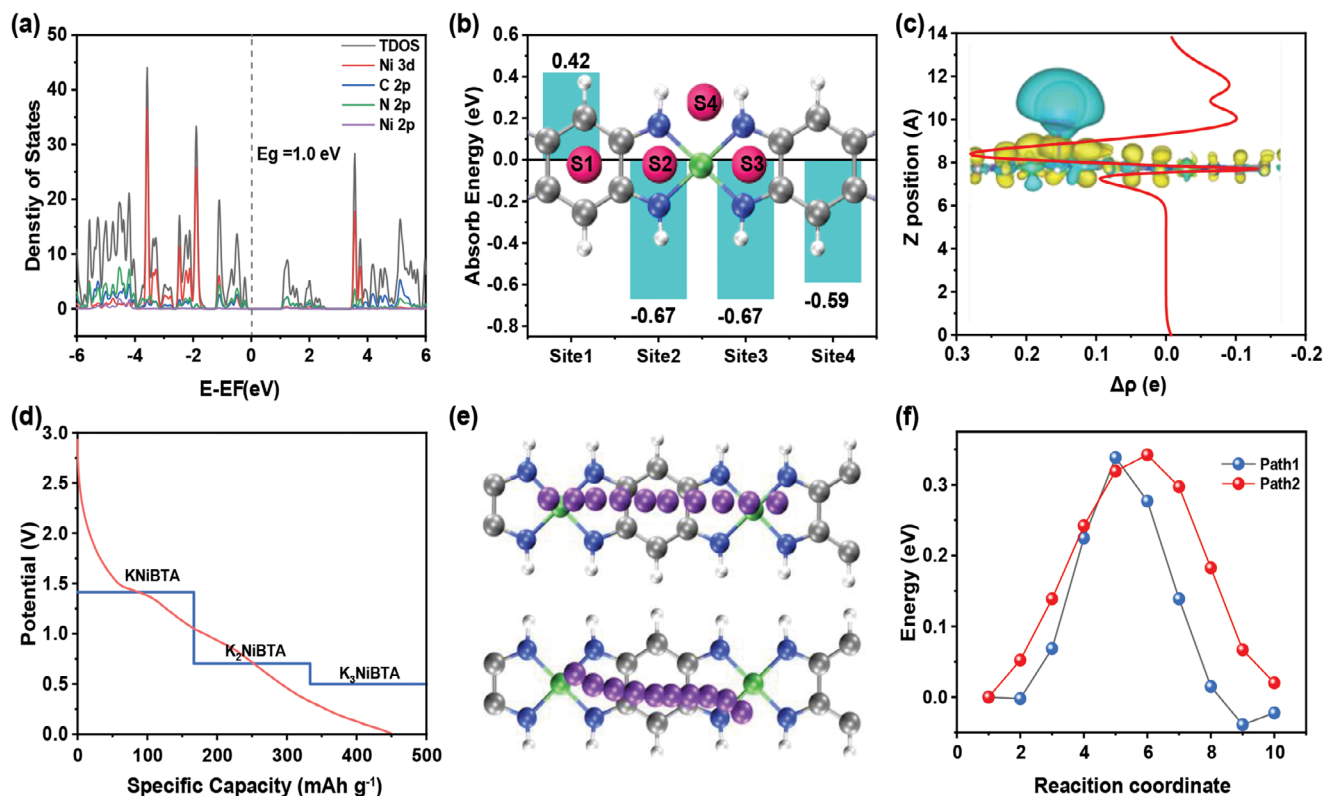 (a)
50
40
30
20
10
0
Denstiy of States
TDOS
Ni 3d
C 2p
N 2p
Ni 2p
Eg =1.0 eV
-6 -4 -2 0 2 4 6
E-EF(eV)
(b)
0.6
0.4
0.2
0.0
-0.2
-0.4
-0.6
-0.8
Absorb Energy (eV)
0.42
S4
S1 S2 S3
-0.67 -0.67 -0.59
Site1 Site2 Site3 Site4
(c)
14
12
10
8
6
4
2
0
Z position (A)
0.3 0.2 0.1 0.0 -0.1 -0.2
Δρ (e)
(d)
3.0
2.5
2.0
1.5
1.0
0.5
0.0
Potential (V)
KNiBTA
K₂NiBTA
K₃NiBTA
100 200 300 400 500
Specific Capacity (mAh g⁻¹)
(e)
(f)
0.3
0.2
0.1
0.0
Energy (eV)
Path1
Path2
0 2 4 6 8 10
Reacition coordinate